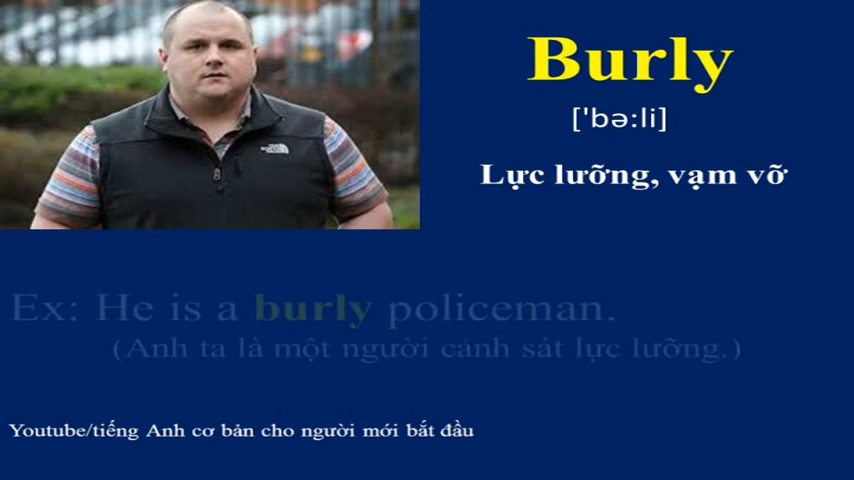 Burly
['bə:li]
Lực lưỡng, vạm vỡ
Ex: He is a burly policeman.
(Anh ta là một người cảnh sát lực lưỡng.)
Youtube/tiếng Anh cơ bản cho người mới bắt đầu